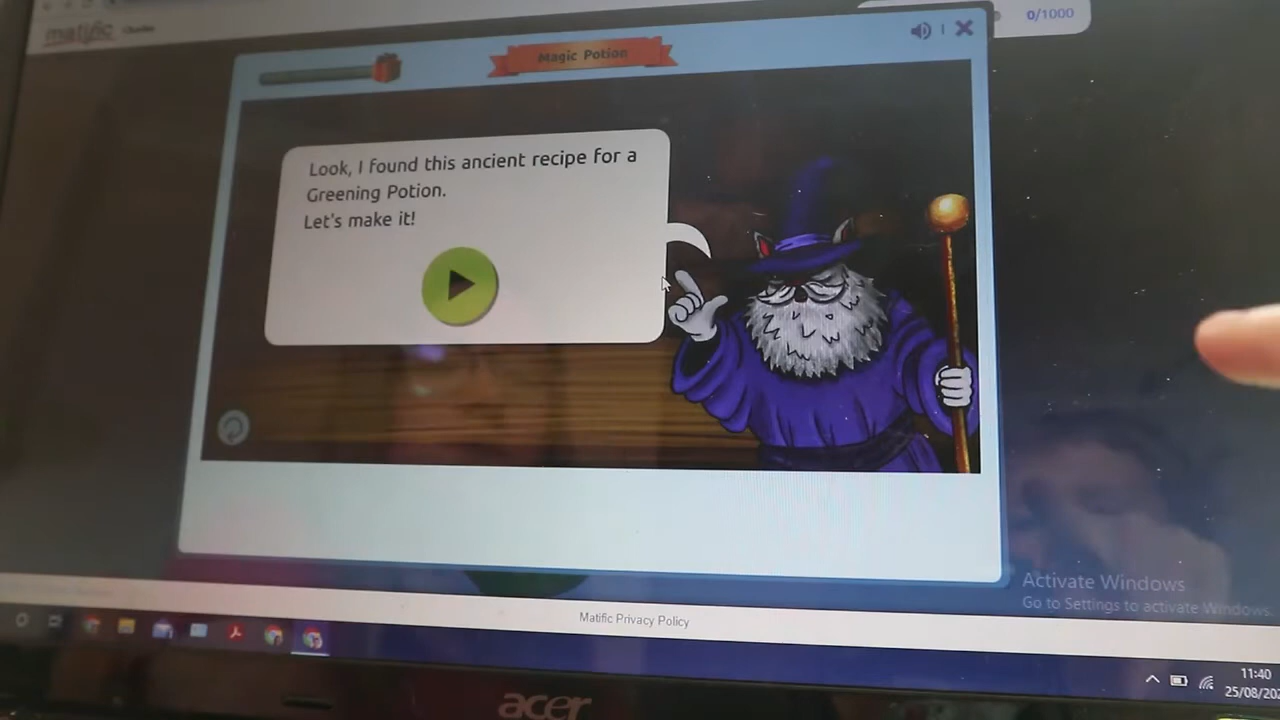 matific
0/1000
Magic Potion
Look, I found this ancient recipe for a
Greening Potion.
Let's make it!
Activate Windows
Go to Settings to activate Windows.
Matific Privacy Policy
11:40
25/08/202
acer